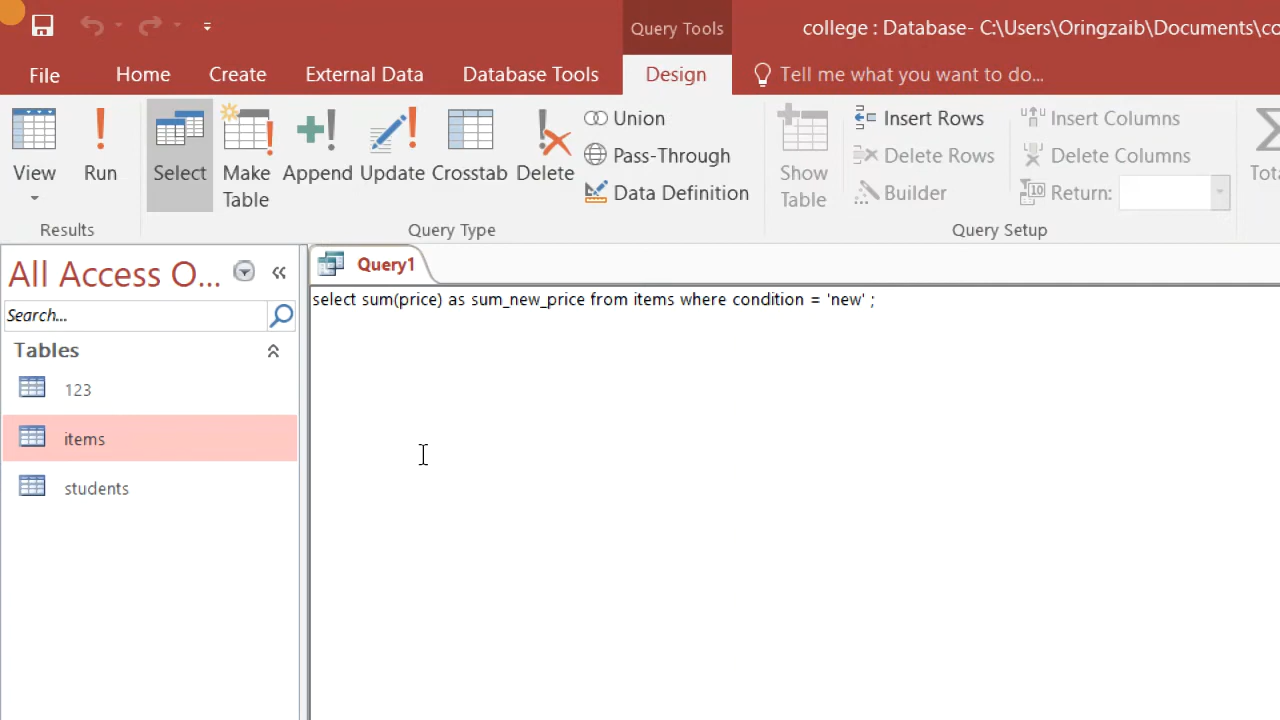 Query Tools
college : Database- C:\Users\Oringzaib\Documents\co
File Home Create External Data Database Tools Design Tell me what you want to do...
View
Run
Select
Make Table
Append
Update
Crosstab
Delete
Union
Pass-Through
Data Definition
Show Table
Insert Rows
Delete Rows
Builder
Insert Columns
Delete Columns
Return:
Results
Query Type
Query Setup
All Access O...
Search...
Tables
123
items
students
Query1
select sum(price) as sum_new_price from items where condition = 'new' ;